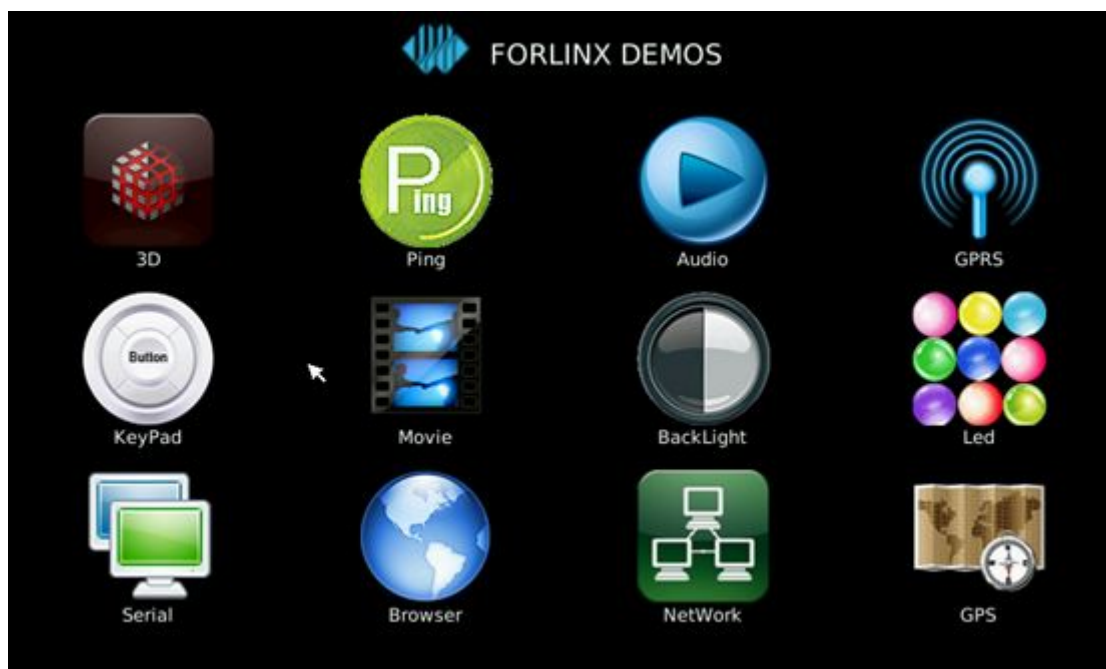 FORLINX DEMOS
Ping
3D
Ping
Audio
GPRS
Button
KeyPad
Movie
BackLight
Led
Serial
Browser
NetWork
GPS